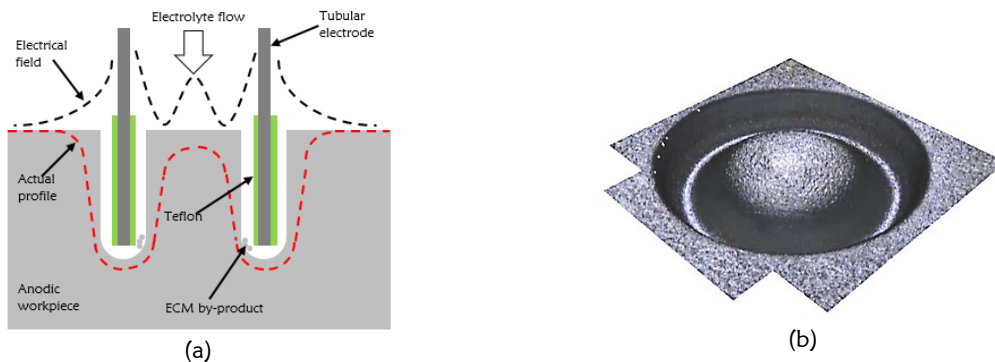 Electrolyte flow
Tubular
electrode
Electrical
field
Actual
profile
Teflon
Anodic
workpiece
ECM by-product
(a)
(b)